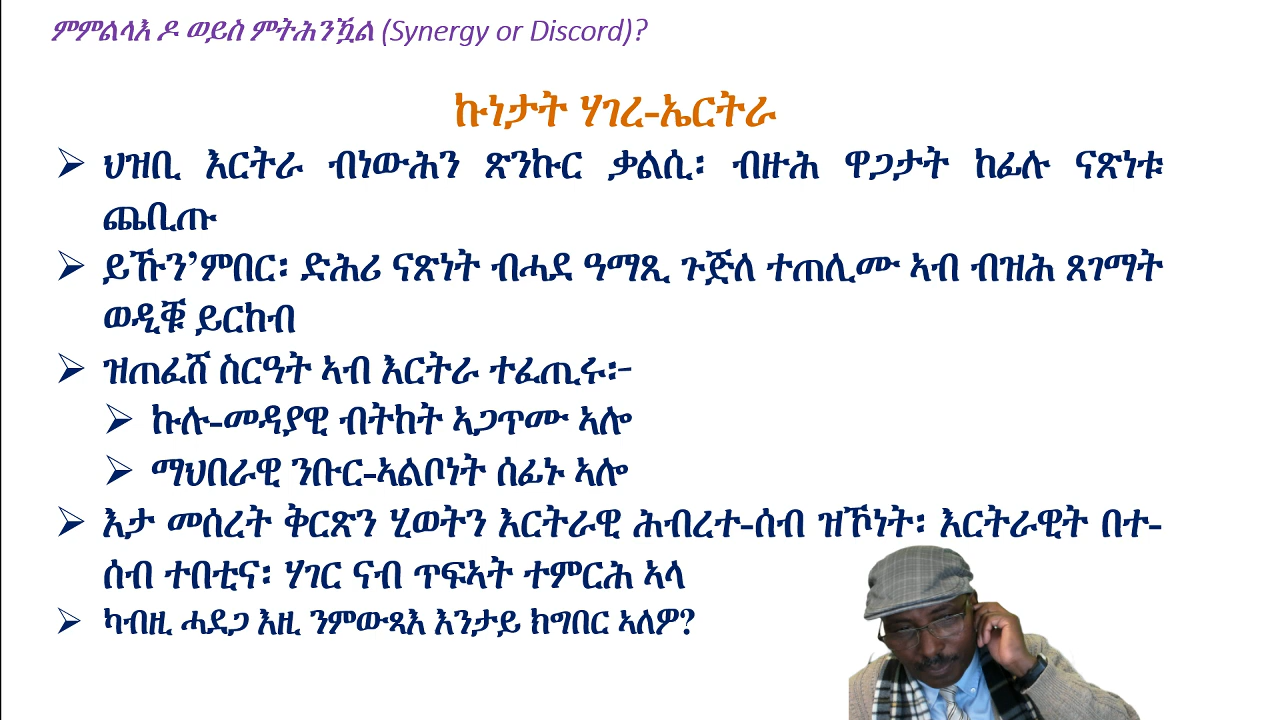 ምምልላእ ዶ ወይስ ምትሕንዃል (Synergy or Discord)?
ኩነታት ሃገረ-ኤርትራ
ህዝቢ እርትራ ብነውሕን ጽንኩር ቃልሲ፡ ብዙሕ ዋጋታት ከፊሉ ናጽነቱ
ጨቢጡ
ይኹን’ምበር፡ ድሕሪ ናጽነት ብሓደ ዓማጺ ጉጅለ ተጠሊሙ ኣብ ብዝሕ ጸገማት
ወዲቑ ይርከብ
ዝጠፈሸ ስርዓት ኣብ እርትራ ተፈጢሩ፦
ኩሉ-መዳያዊ ብትከት ኣጋጥሙ ኣሎ
ማህበራዊ ንቡር-ኣልቦነት ሰፊኑ ኣሎ
እታ መሰረት ቅርጽን ሂወትን እርትራዊ ሕብረተ-ሰብ ዝኾነት፡ እርትራዊት በተ-
ሰብ ተበቲና፡ ሃገር ናብ ጥፍኣት ተምርሕ ኣላ
ካብዚ ሓደጋ እዚ ንምውጻእ እንታይ ክግበር ኣለዎ?